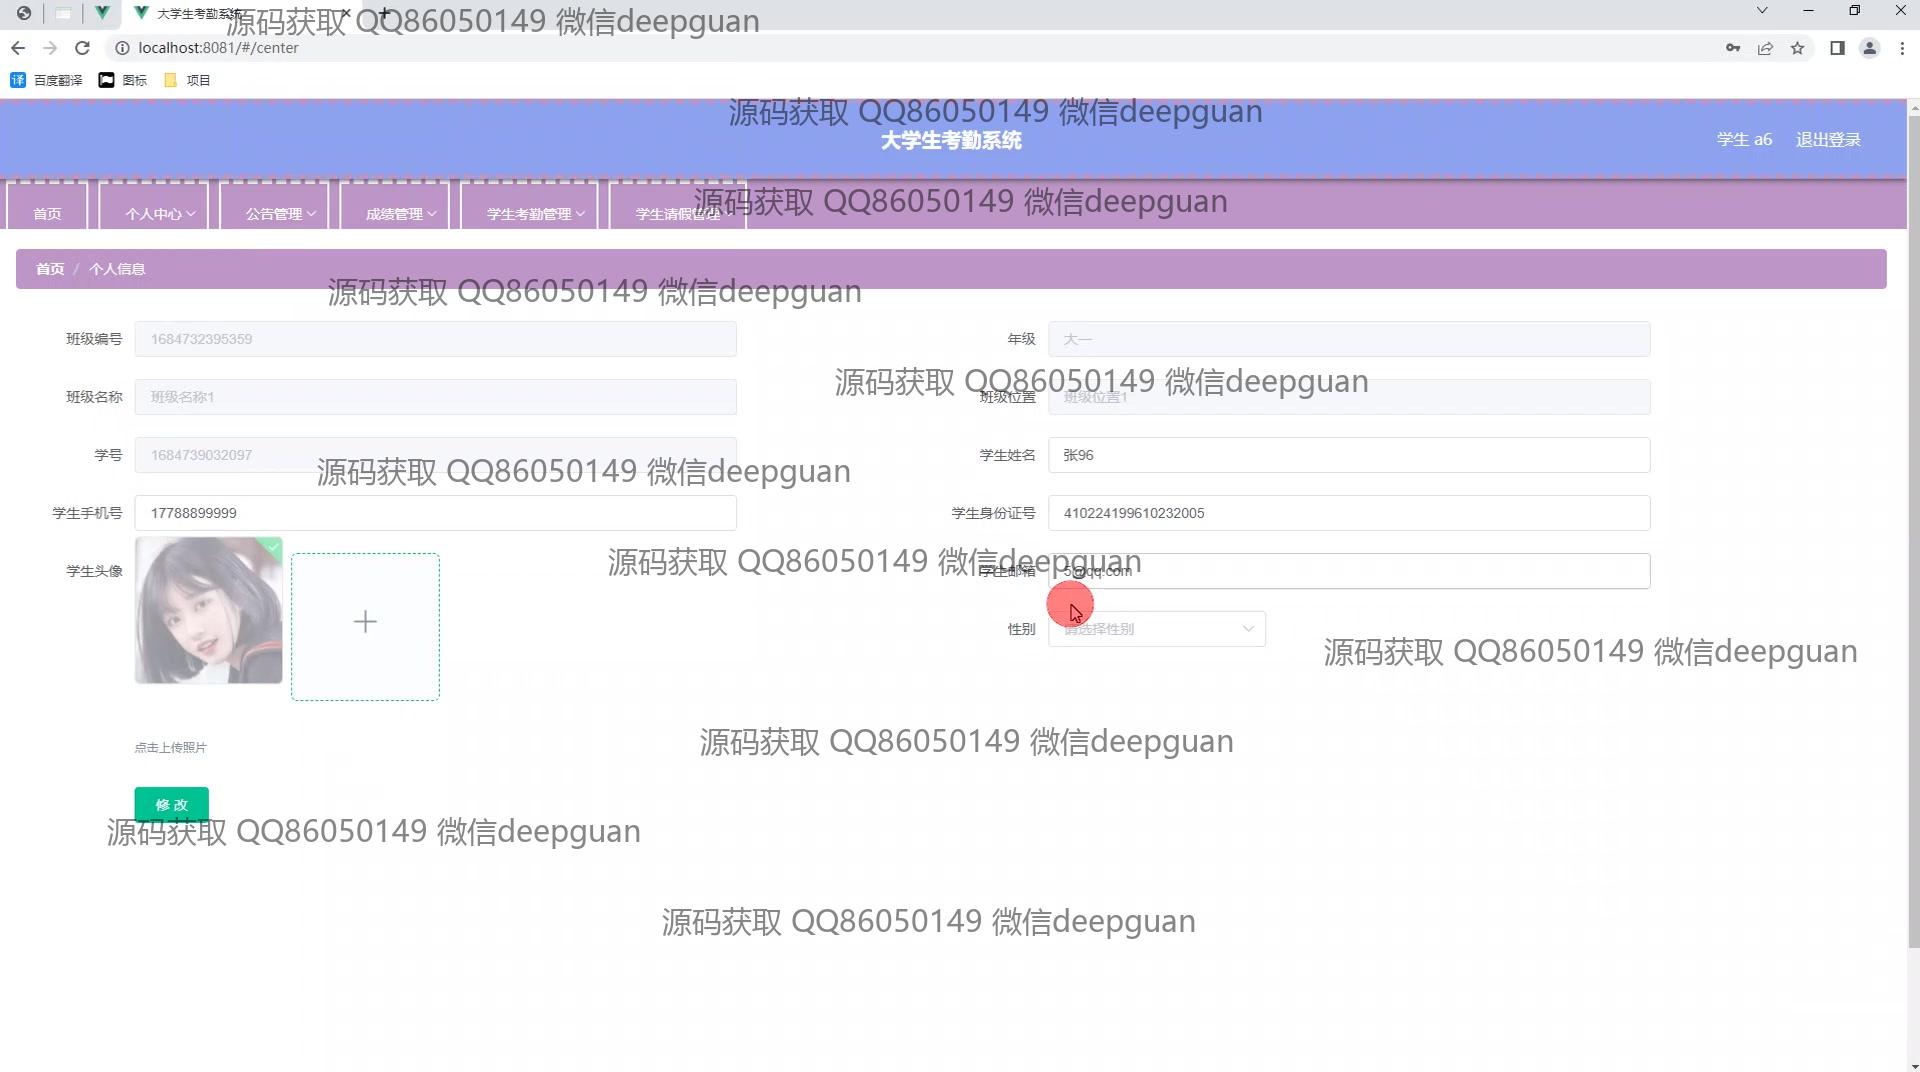 大学生考勤系统
源码获取 QQ86050149 微信deepguan
localhost:8081/#/center
百度翻译 图标 项目
源码获取 QQ86050149 微信deepguan
大学生考勤系统
学生 a6 退出登录
首页 个人中心 公告管理 成绩管理 学生考勤管理 学生请假管理
源码获取 QQ86050149 微信deepguan
首页 / 个人信息
源码获取 QQ86050149 微信deepguan
班级编号 1684732395359 年级 大一
源码获取 QQ86050149 微信deepguan
班级名称 班级名称1 班级位置 班级位置1
学号 1684739032097 学生姓名 张96
源码获取 QQ86050149 微信deepguan
学生手机号 17788899999 学生身份证号 410224199610232005
源码获取 QQ86050149 微信deepguan
学生头像 学生邮箱 5@qq.com
性别 请选择性别
源码获取 QQ86050149 微信deepguan
源码获取 QQ86050149 微信deepguan
点击上传照片
修改
源码获取 QQ86050149 微信deepguan
源码获取 QQ86050149 微信deepguan